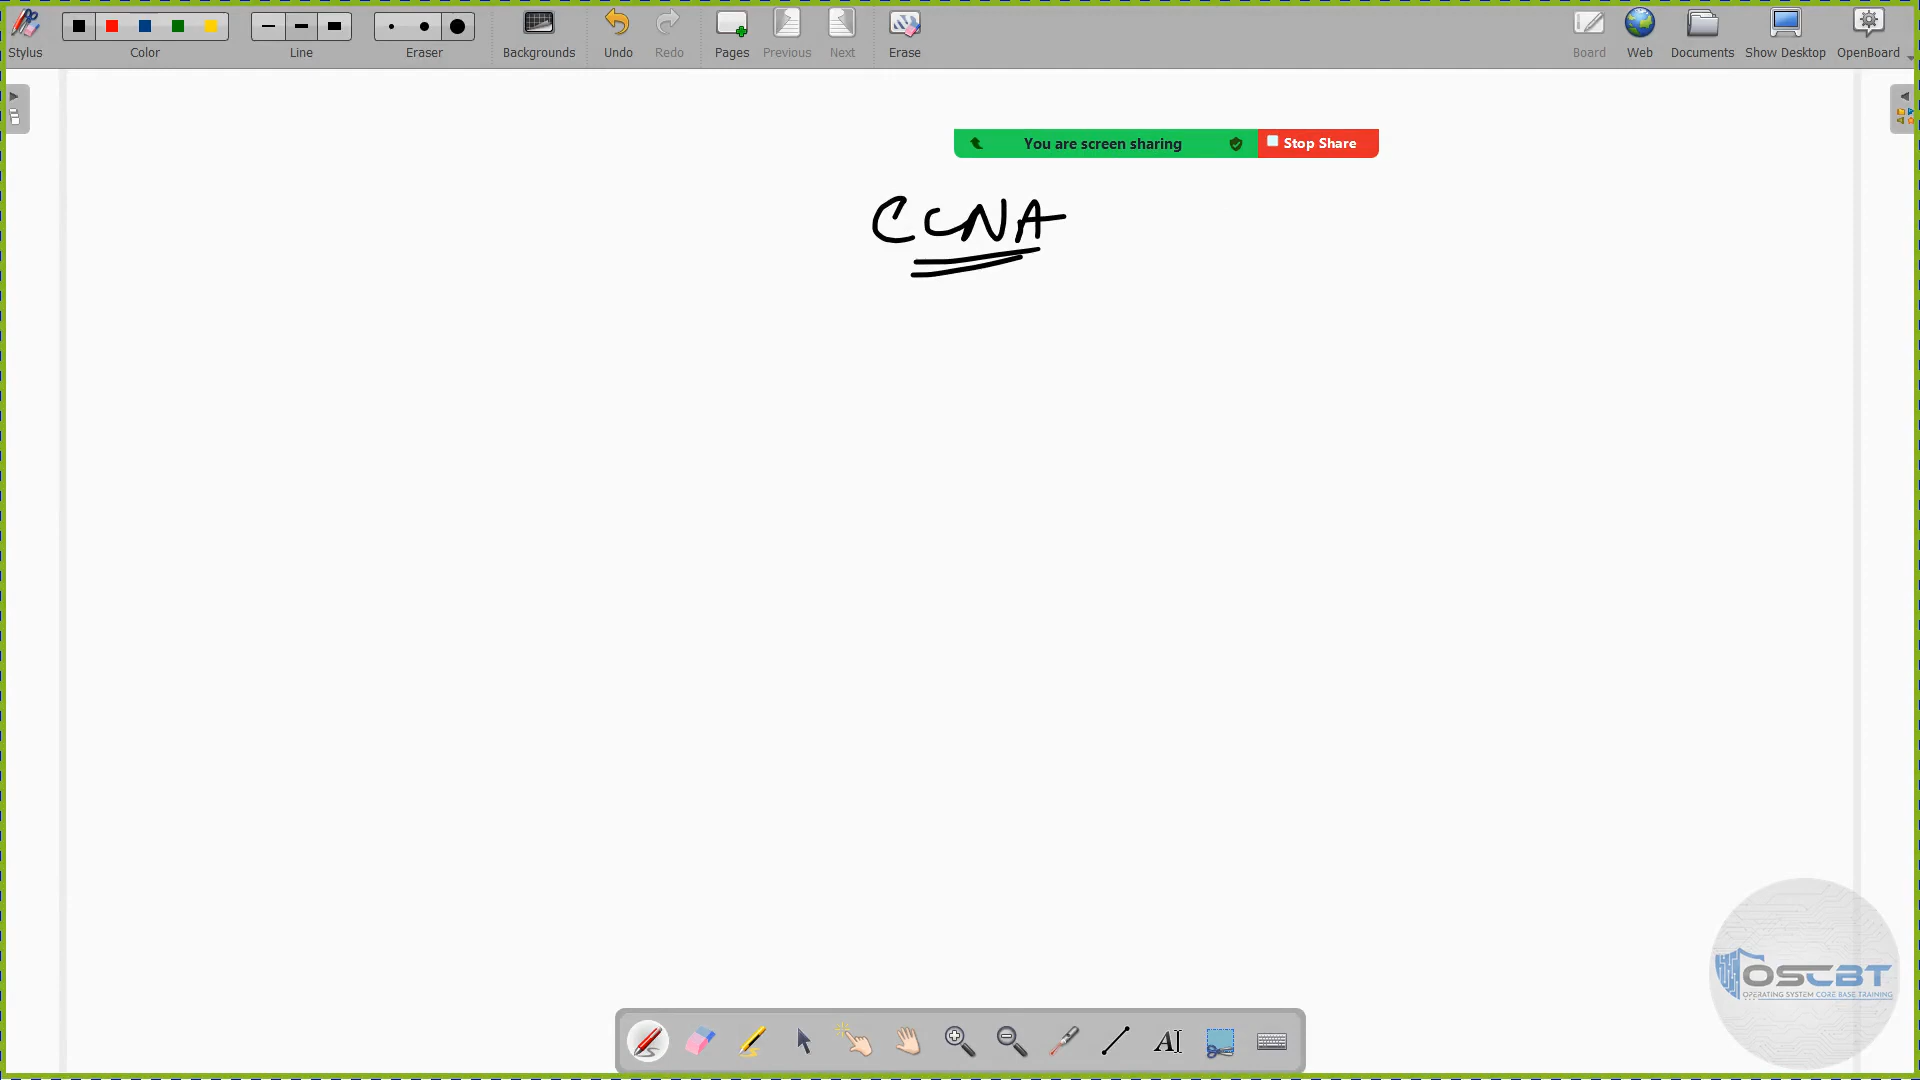 Stylus Color Line Eraser Backgrounds Undo Redo Pages Previous Next Erase Board Web Documents Show Desktop OpenBoard
You are screen sharing Stop Share
CCNA
OSCBT
OPERATING SYSTEM CORE BASE TRAINING